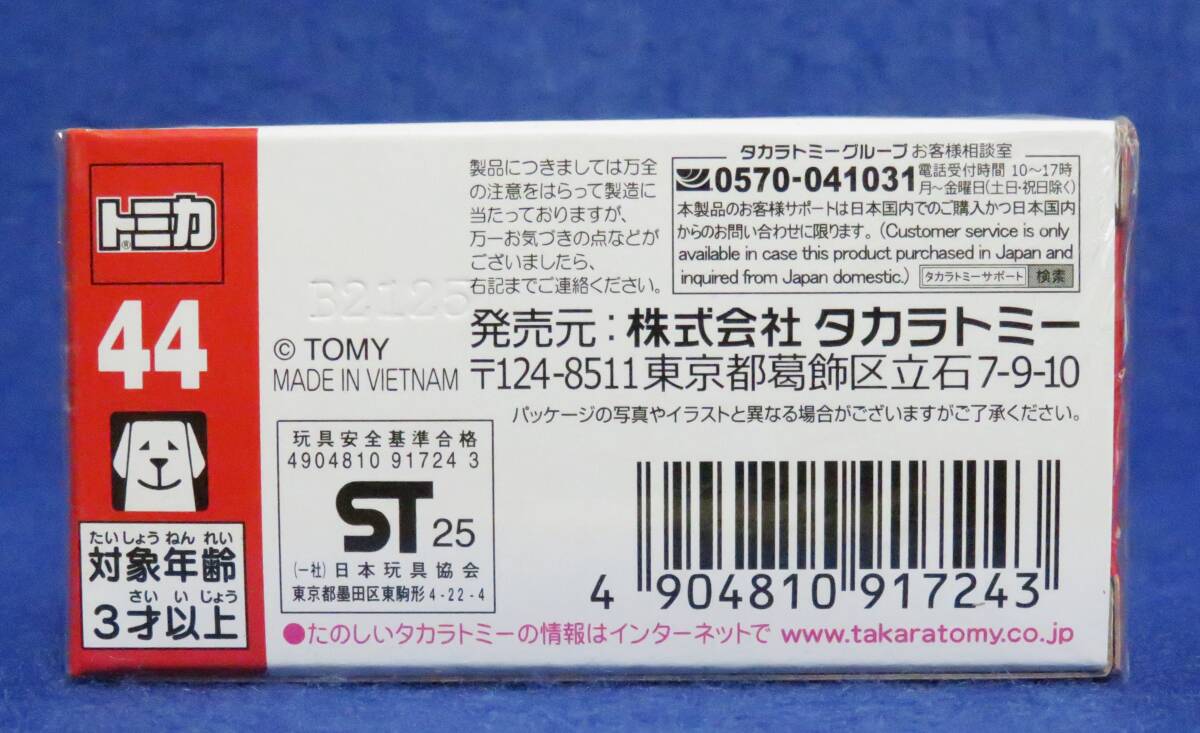 トミカ®
44
たいしょう ねん れい
対象年齢
さい い じょう
3才以上
製品につきましては万全
の注意をはらって製造に
当たっておりますが、
万一お気づきの点などが
ございましたら、
右記までご連絡ください。
タカラトミーグループ お客様相談室
0570-041031
電話受付時間 10〜17時
月〜金曜日(土日・祝日除く)
本製品のお客様サポートは日本国内でのご購入かつ日本国内
からのお問い合わせに限ります。(Customer service is only
available in case this product purchased in Japan and
inquired from Japan domestic.) タカラトミーサポート 検索
B2125
© TOMY
MADE IN VIETNAM
発売元:株式会社 タカラトミー
〒124-8511 東京都葛飾区立石 7-9-10
パッケージの写真やイラストと異なる場合がございますがご了承ください。
玩具安全基準合格
4904810 91724 3
ST 25
(一社) 日本玩具協会
東京都墨田区東駒形 4-22-4
4 904810 917243
●たのしいタカラトミーの情報はインターネットで www.takaratomy.co.jp